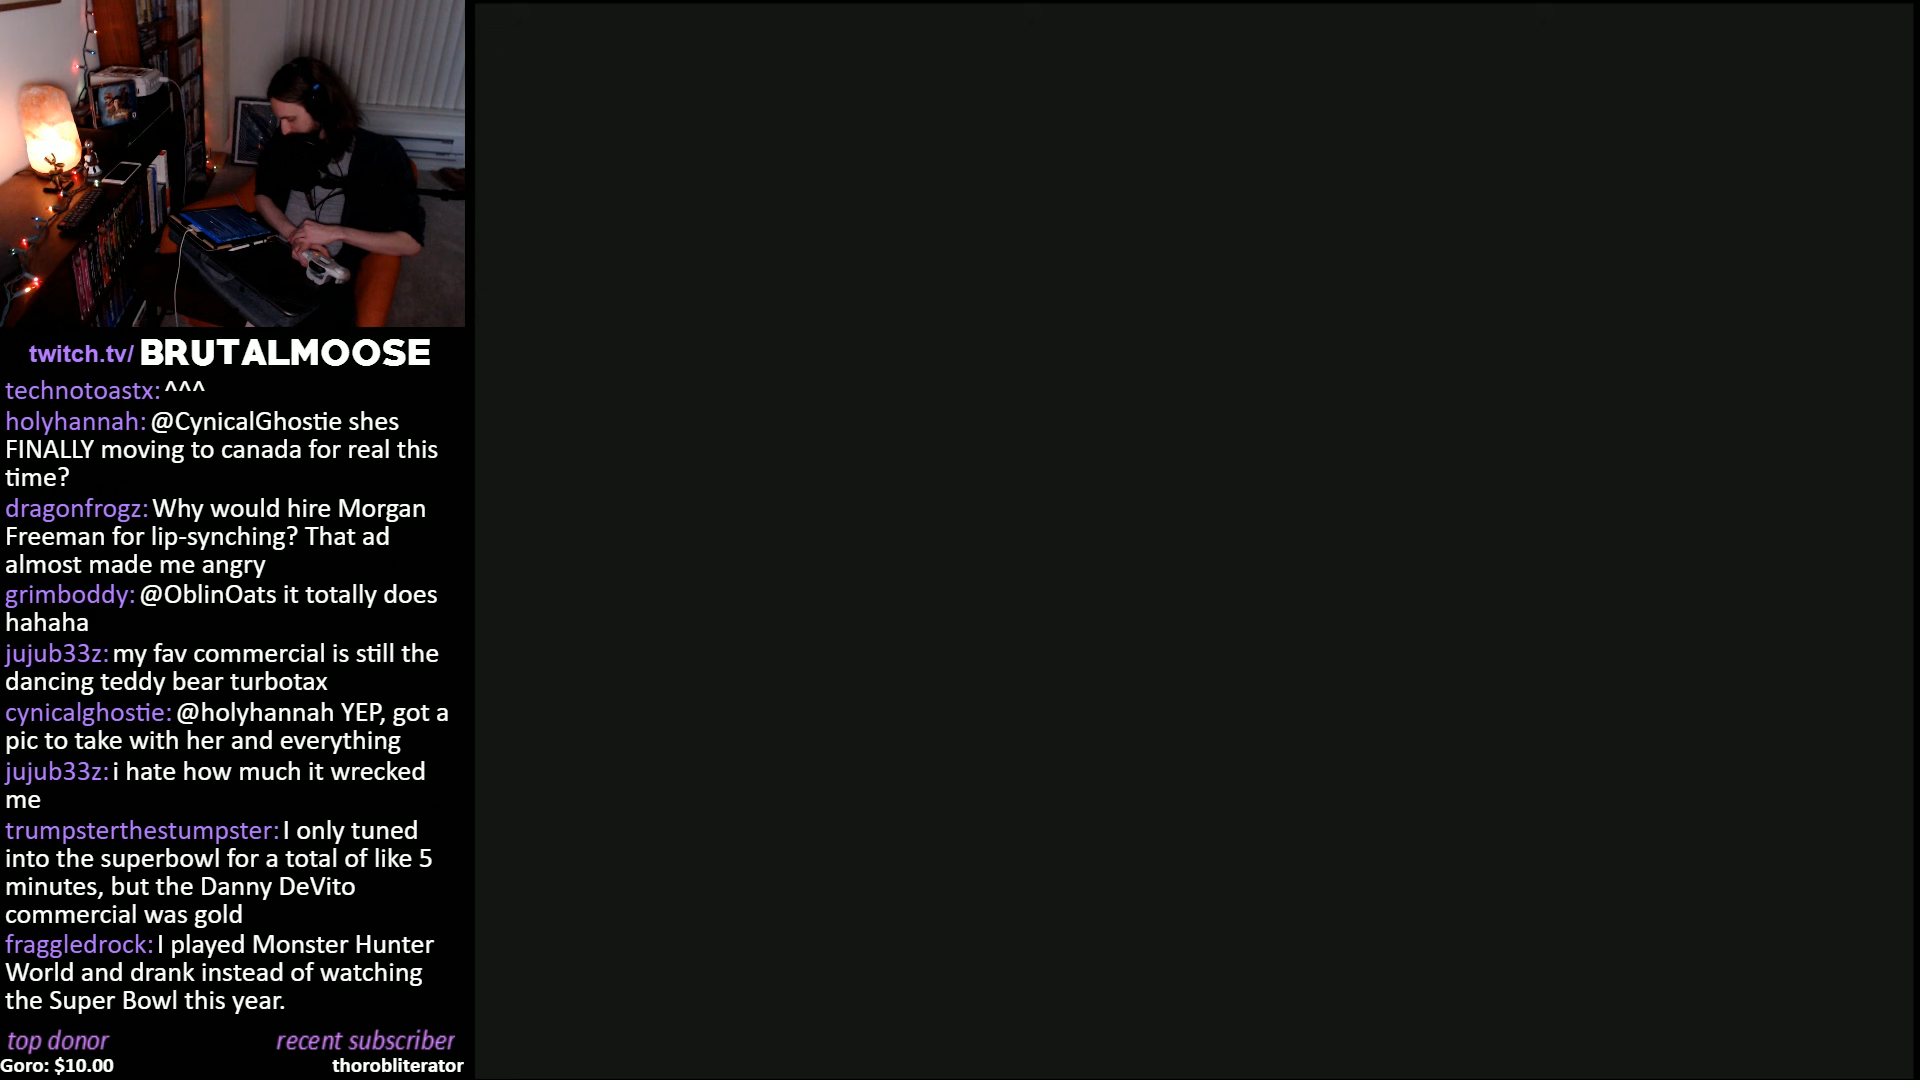 twitch.tv/ BRUTALMOOSE
technotoastx: ^^^
holyhannah: @CynicalGhostie shes
FINALLY moving to canada for real this
time?
dragonfrogz: Why would hire Morgan
Freeman for lip-synching? That ad
almost made me angry
grimboddy: @OblinOats it totally does
hahaha
jujub33z: my fav commercial is still the
dancing teddy bear turbotax
cynicalghostie: @holyhannah YEP, got a
pic to take with her and everything
jujub33z: i hate how much it wrecked
me
trumpsterthestumpster: I only tuned
into the superbowl for a total of like 5
minutes, but the Danny DeVito
commercial was gold
fraggledrock: I played Monster Hunter
World and drank instead of watching
the Super Bowl this year.
top donor recent subscriber
Goro: $10.00 thorobliterator